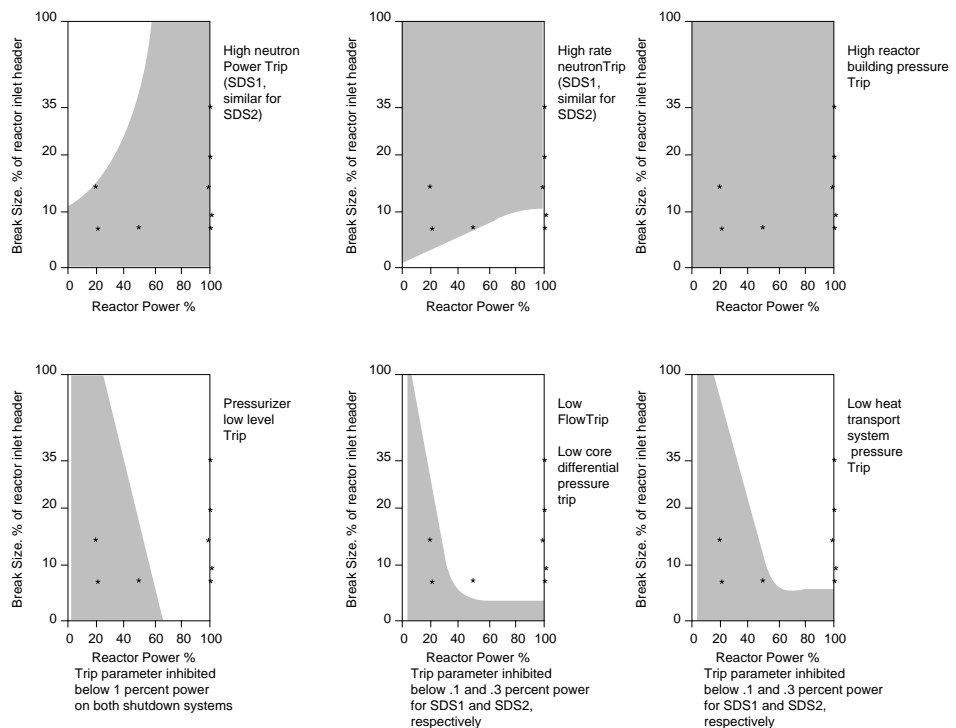 Break Size. % of reactor inlet header
100
35
20
10
0
0 20 40 60 80 100
Reactor Power %
High neutron
Power Trip
(SDS1,
similar for
SDS2)
Break Size. % of reactor inlet header
100
35
20
10
0
0 20 40 60 80 100
Reactor Power %
High rate
neutronTrip
(SDS1,
similar for
SDS2)
Break Size. % of reactor inlet header
100
35
20
10
0
0 20 40 60 80 100
Reactor Power %
High reactor
building pressure
Trip
Break Size. % of reactor inlet header
100
35
20
10
0
0 20 40 60 80 100
Reactor Power %
Pressurizer
low level
Trip
Trip parameter inhibited
below 1 percent power
on both shutdown systems
Break Size. % of reactor inlet header
100
35
20
10
0
0 20 40 60 80 100
Reactor Power %
Low
FlowTrip
Low core
differential
pressure
trip
Trip parameter inhibited
below .1 and .3 percent power
for SDS1 and SDS2,
respectively
Break Size. % of reactor inlet header
100
35
20
10
0
0 20 40 60 80 100
Reactor Power %
Low heat
transport
system
pressure
Trip
Trip parameter inhibited
below .1 and .3 percent power
for SDS1 and SDS2,
respectively